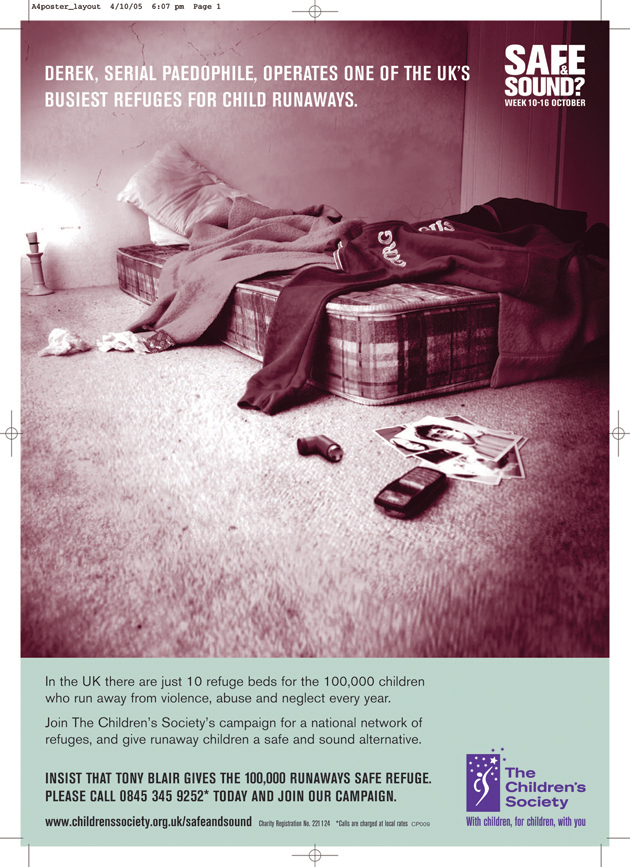 A4poster_layout 4/10/05 6:07 pm Page 1
DEREK, SERIAL PAEDOPHILE, OPERATES ONE OF THE UK'S
BUSIEST REFUGES FOR CHILD RUNAWAYS.
SAFE
&
SOUND?
WEEK 10-16 OCTOBER
In the UK there are just 10 refuge beds for the 100,000 children
who run away from violence, abuse and neglect every year.
Join The Children's Society's campaign for a national network of
refuges, and give runaway children a safe and sound alternative.
INSIST THAT TONY BLAIR GIVES THE 100,000 RUNAWAYS SAFE REFUGE.
PLEASE CALL 0845 345 9252* TODAY AND JOIN OUR CAMPAIGN.
www.childrenssociety.org.uk/safeandsound Charity Registration No. 221124 *Calls are charged at local rates CP009
The
Children's
Society
With children, for children, with you